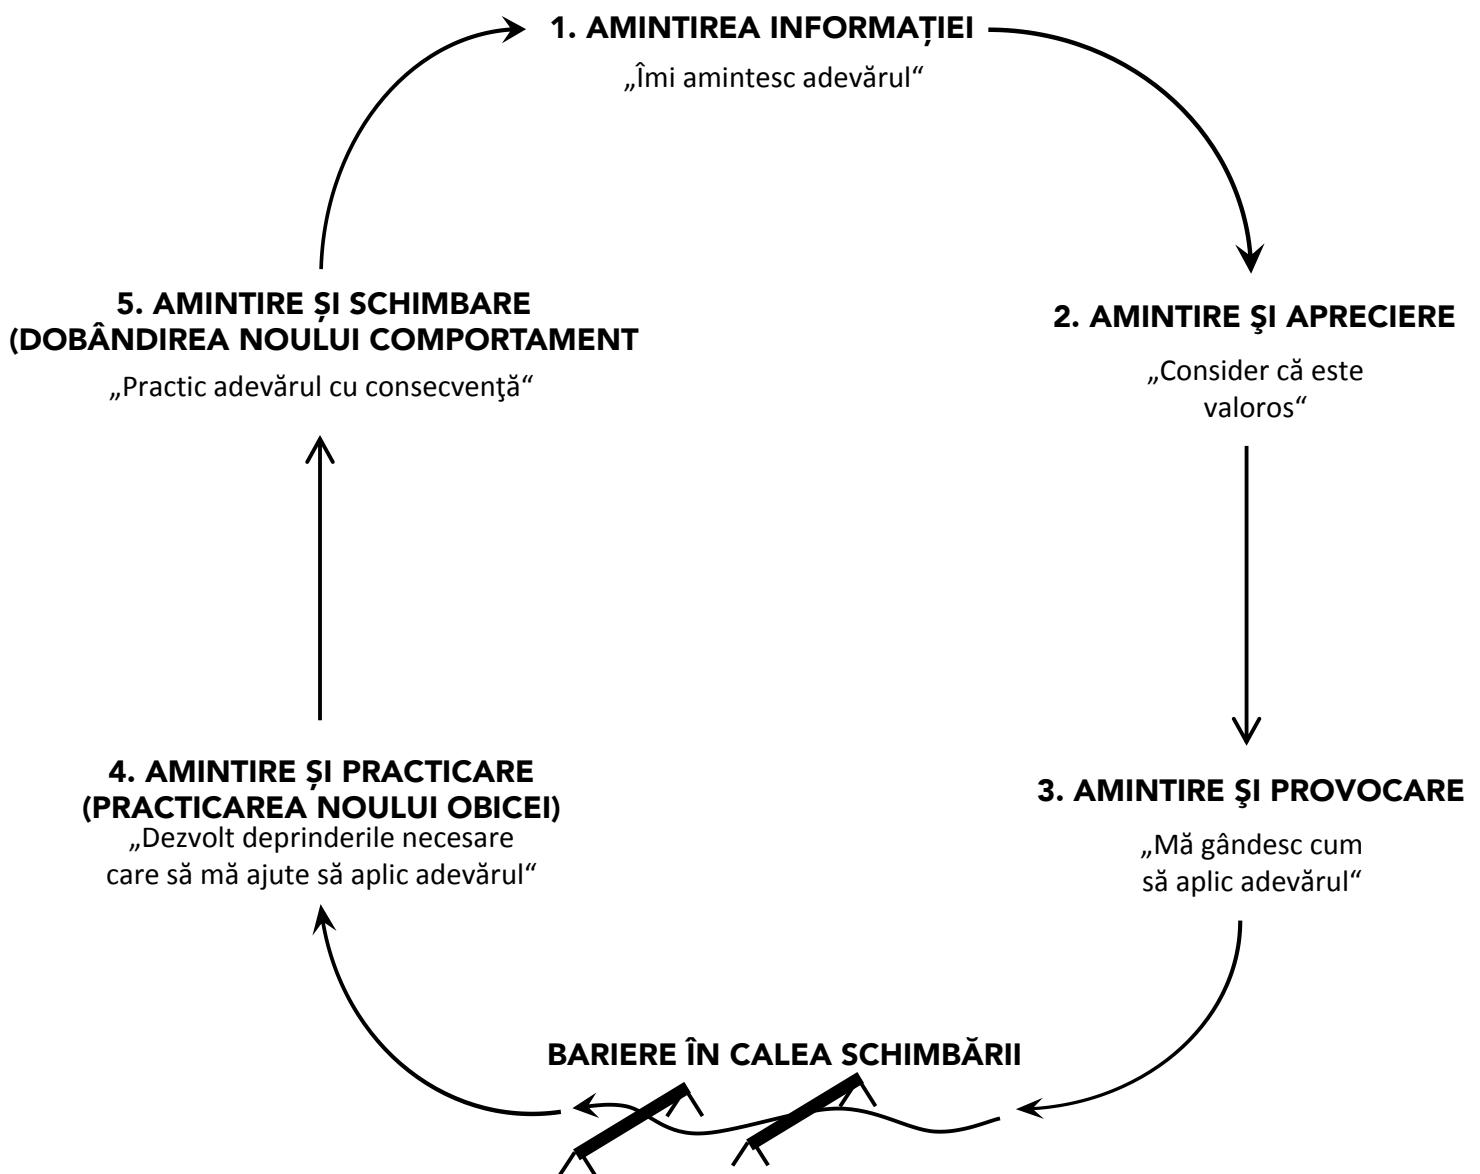 1. AMINTIREA INFORMAȚIEI
„Îmi amintesc adevărul“
2. AMINTIRE ŞI APRECIERE
„Consider că este
valoros“
3. AMINTIRE ŞI PROVOCARE
„Mă gândesc cum
să aplic adevărul“
BARIERE ÎN CALEA SCHIMBĂRII
4. AMINTIRE ȘI PRACTICARE
(PRACTICAREA NOULUI OBICEI)
„Dezvolt deprinderile necesare
care să mă ajute să aplic adevărul“
5. AMINTIRE ȘI SCHIMBARE
(DOBÂNDIREA NOULUI COMPORTAMENT
„Practic adevărul cu consecvenţă“